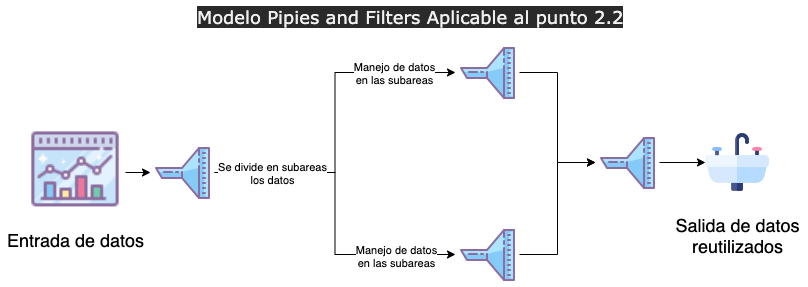 Modelo Pipies and Filters Aplicable al punto 2.2
Manejo de datos
en las subareas
Se divide en subareas
los datos
Entrada de datos
Manejo de datos
en las subareas
Salida de datos
reutilizados